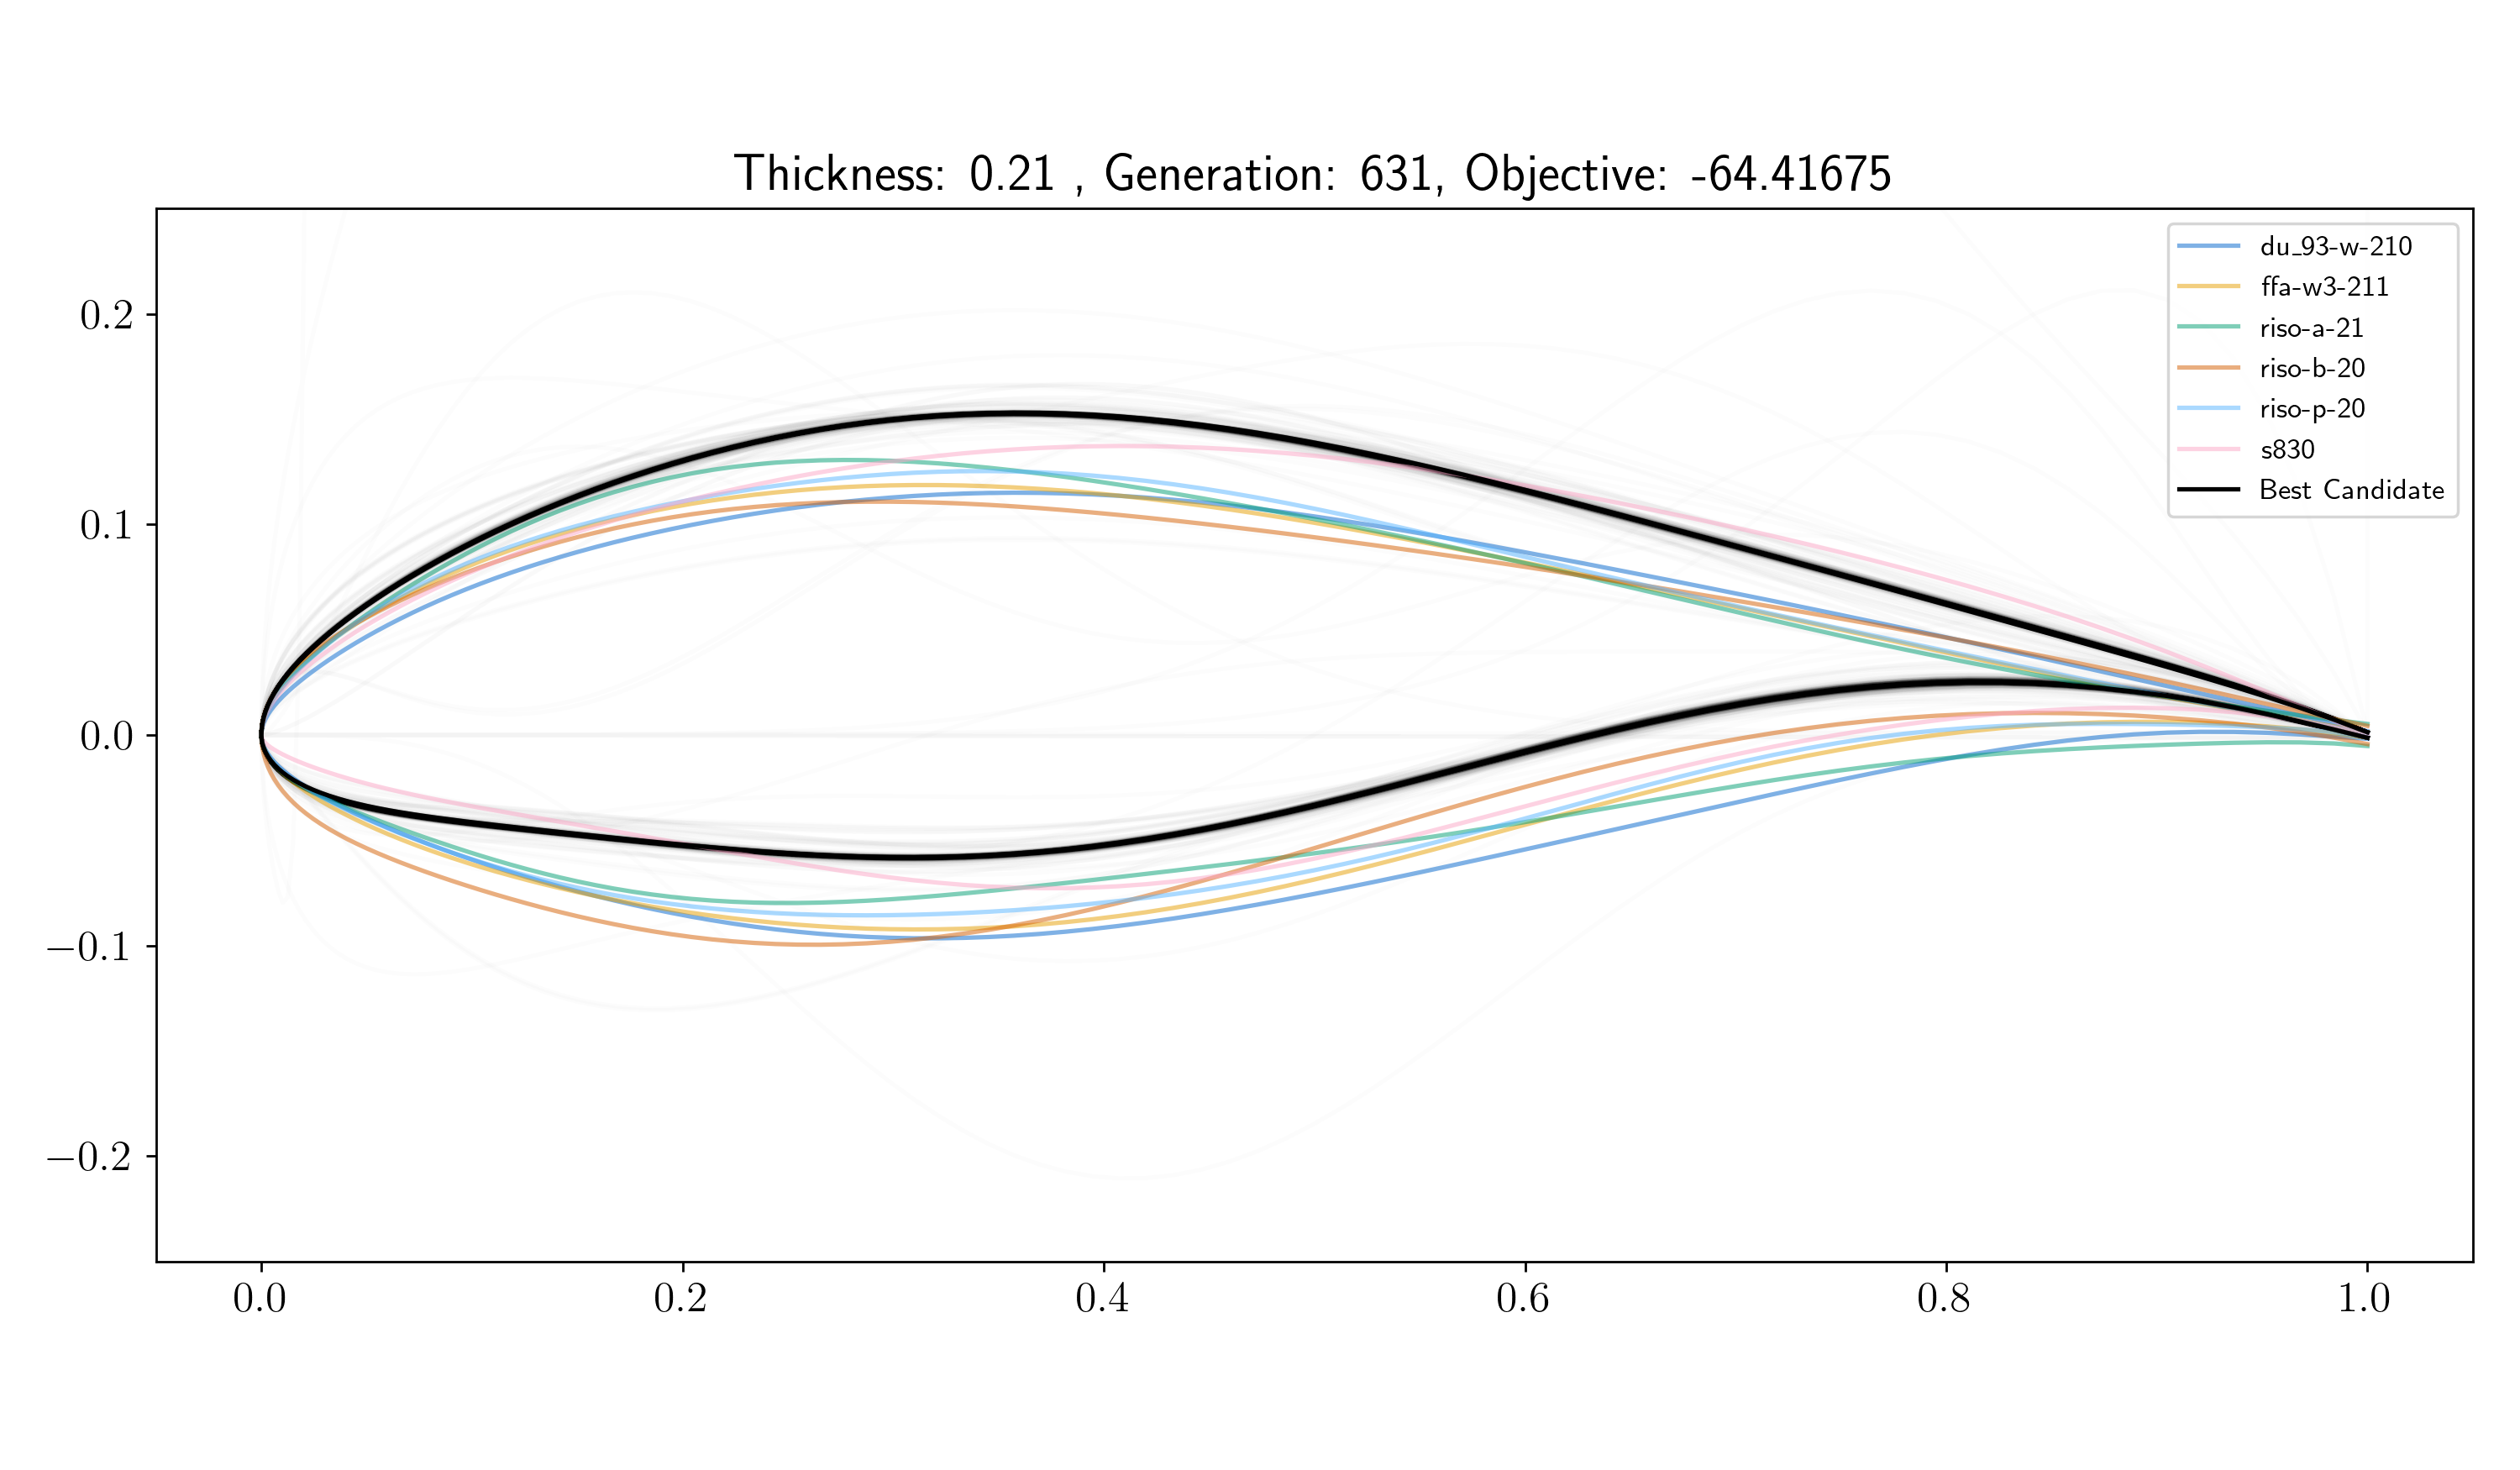 Thickness: 0.21 , Generation: 631, Objective: -64.41675
du_93-w-210
ffa-w3-211
riso-a-21
riso-b-20
riso-p-20
s830
Best Candidate
0.2
0.1
0.0
−0.1
−0.2
0.0 0.2 0.4 0.6 0.8 1.0